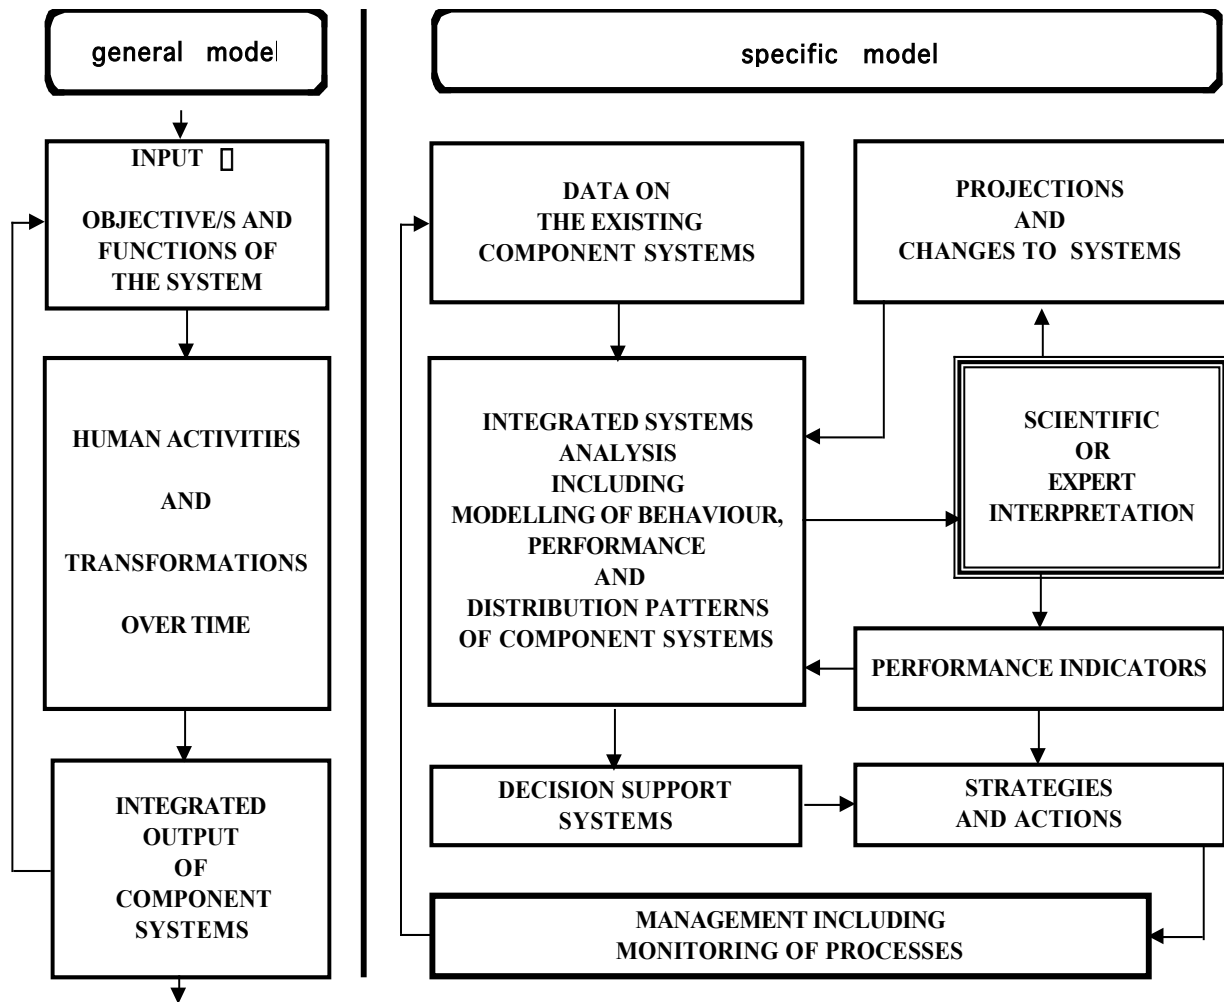 general model
specific model
INPUT
OBJECTIVE/S AND
FUNCTIONS OF
THE SYSTEM
HUMAN ACTIVITIES
AND
TRANSFORMATIONS
OVER TIME
INTEGRATED
OUTPUT
OF
COMPONENT
SYSTEMS
DATA ON
THE EXISTING
COMPONENT SYSTEMS
PROJECTIONS
AND
CHANGES TO SYSTEMS
INTEGRATED SYSTEMS
ANALYSIS
INCLUDING
MODELLING OF BEHAVIOUR,
PERFORMANCE
AND
DISTRIBUTION PATTERNS
OF COMPONENT SYSTEMS
SCIENTIFIC
OR
EXPERT
INTERPRETATION
PERFORMANCE INDICATORS
DECISION SUPPORT
SYSTEMS
STRATEGIES
AND ACTIONS
MANAGEMENT INCLUDING
MONITORING OF PROCESSES